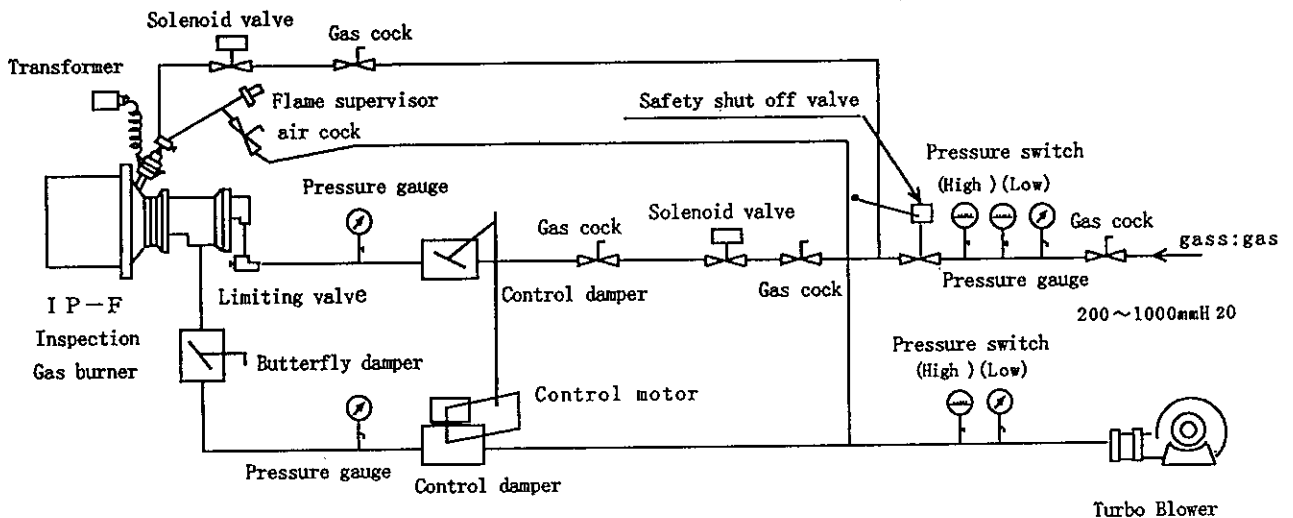 Solenoid valve
Gas cock
Transformer
Flame supervisor
air cock
Safety shut off valve
Pressure switch
(High ) (Low)
Pressure gauge
Solenoid valve
Gas cock
Gas cock
gass:gas
Limiting valve
Control damper
Gas cock
Pressure gauge
200～1000mmH 20
I P－F
Inspection
Gas burner
Butterfly damper
Pressure switch
(High ) (Low)
Control motor
Pressure gauge
Control damper
Turbo Blower